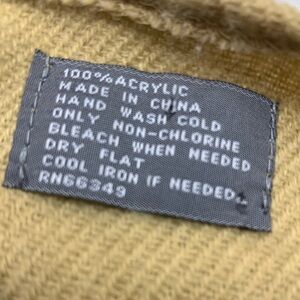 100% ACRYLIC
MADE IN CHINA
HAND WASH COLD
ONLY NON-CHLORINE
BLEACH WHEN NEEDED
DRY FLAT
COOL IRON IF NEEDED.
RN66349